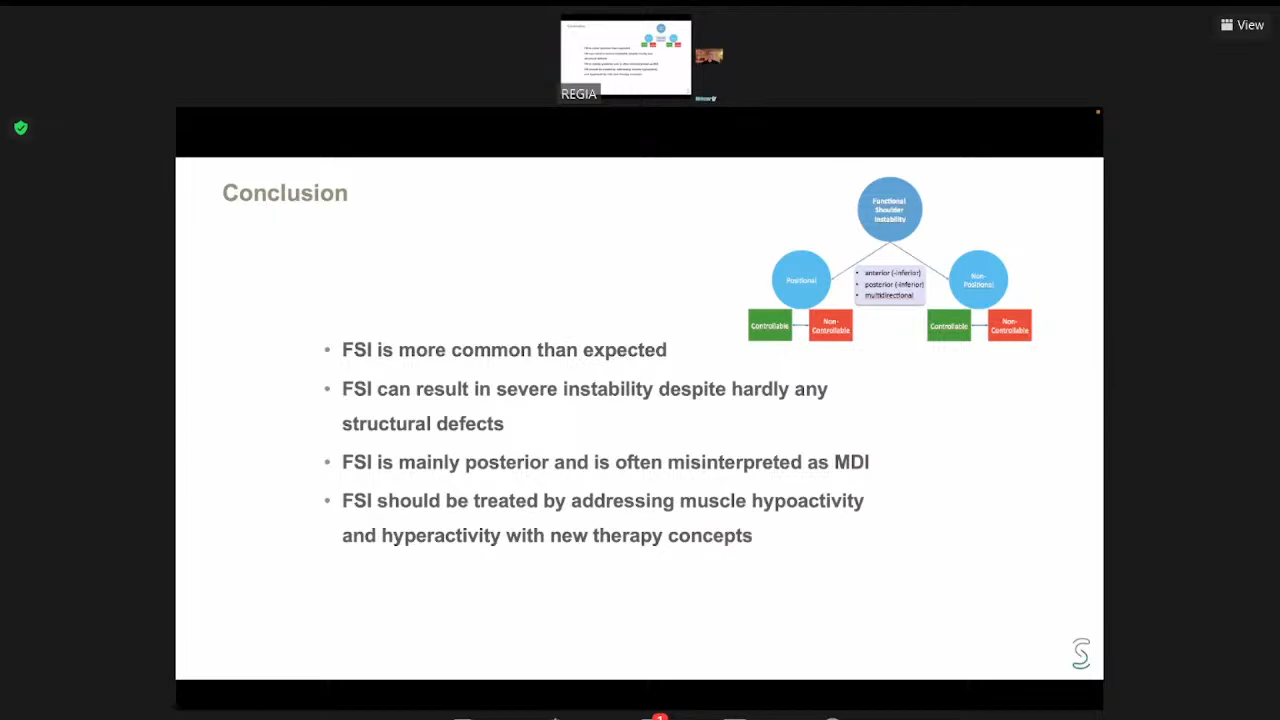 View
REGIA
Conclusion
Functional
Shoulder
Instability
Positional
• anterior (-inferior)
• posterior (-inferior)
• multidirectional
Non-
Positional
Controllable
Non-
Controllable
Controllable
Non-
Controllable
• FSI is more common than expected
• FSI can result in severe instability despite hardly any
structural defects
• FSI is mainly posterior and is often misinterpreted as MDI
• FSI should be treated by addressing muscle hypoactivity
and hyperactivity with new therapy concepts
1